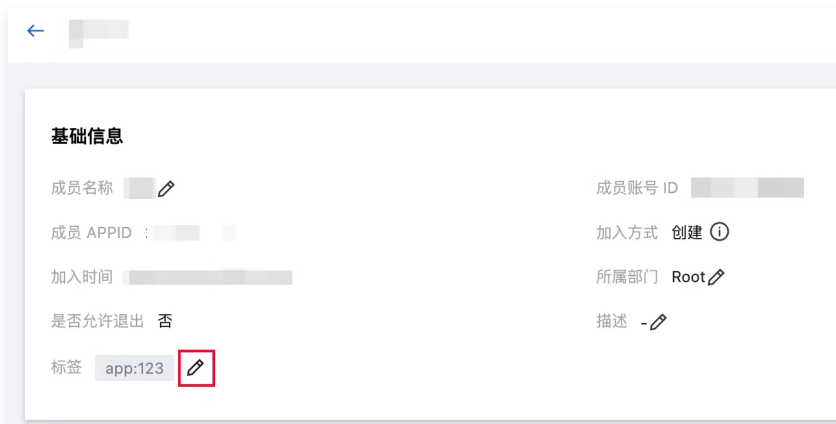 基础信息
成员名称
成员账号 ID
成员 APPID :
加入方式 创建
加入时间
所属部门 Root
是否允许退出 否
描述 -
标签 app:123